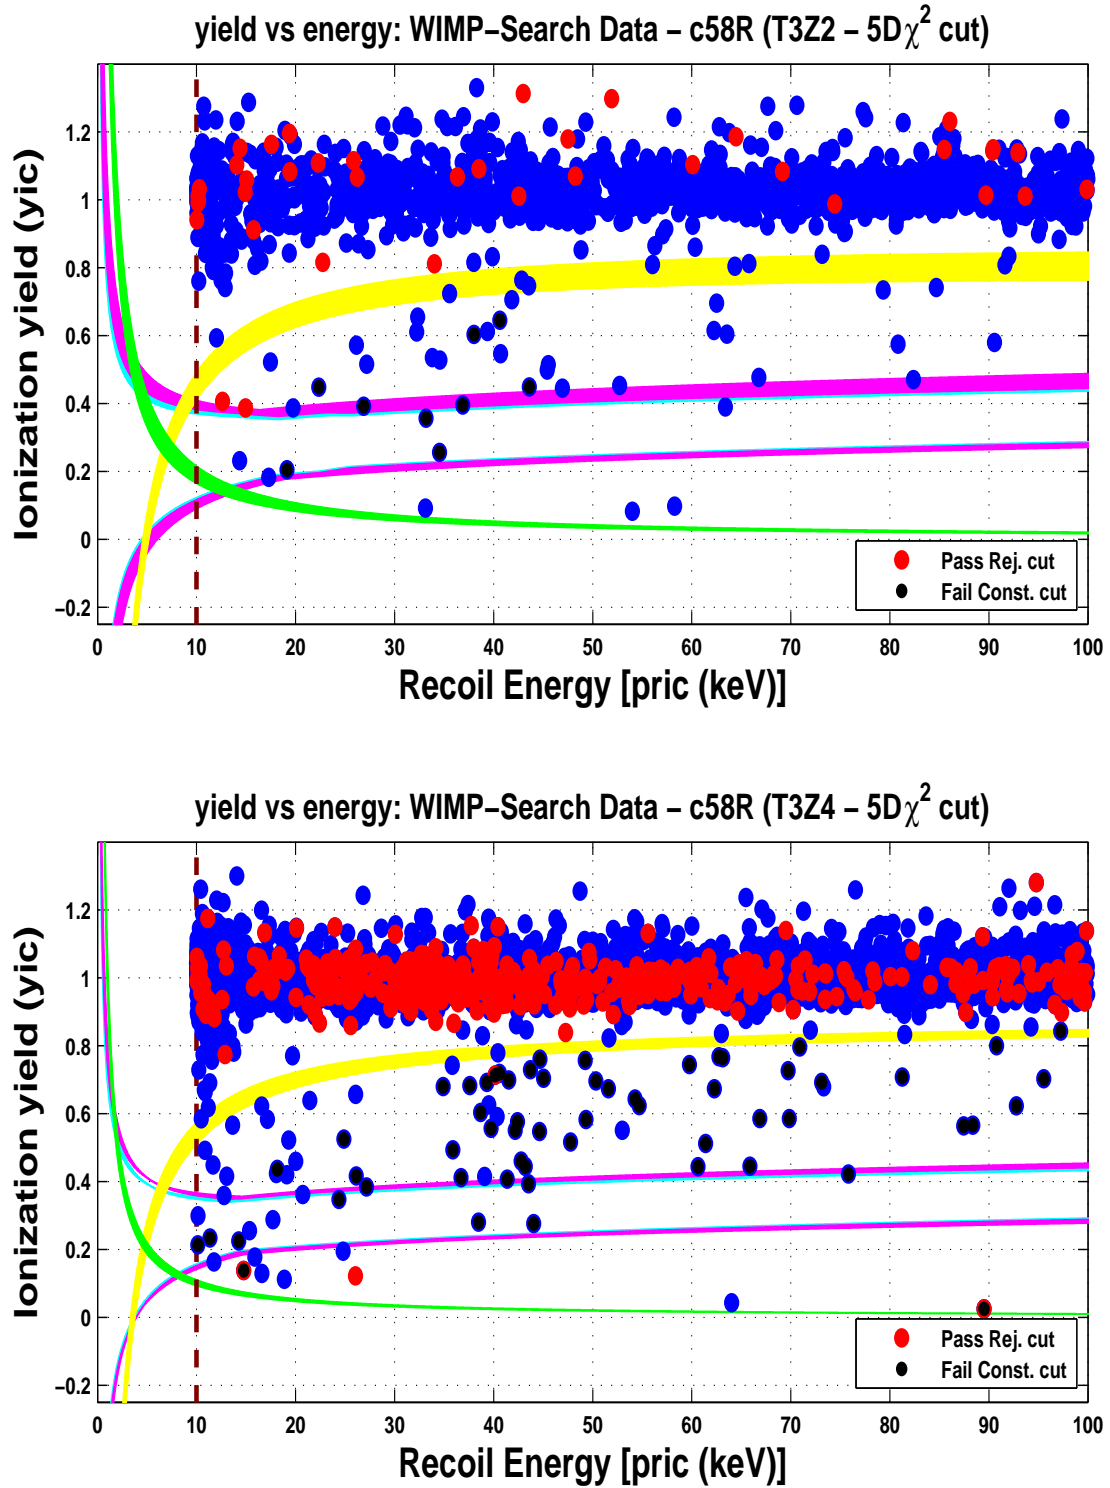 yield vs energy: WIMP−Search Data − c58R (T3Z2 − 5Dχ² cut)
Ionization yield (yic)
1.2
1
0.8
0.6
0.4
0.2
0
−0.2
Pass Rej. cut
Fail Const. cut
0 10 20 30 40 50 60 70 80 90 100
Recoil Energy [pric (keV)]
yield vs energy: WIMP−Search Data − c58R (T3Z4 − 5Dχ² cut)
Ionization yield (yic)
1.2
1
0.8
0.6
0.4
0.2
0
−0.2
Pass Rej. cut
Fail Const. cut
0 10 20 30 40 50 60 70 80 90 100
Recoil Energy [pric (keV)]